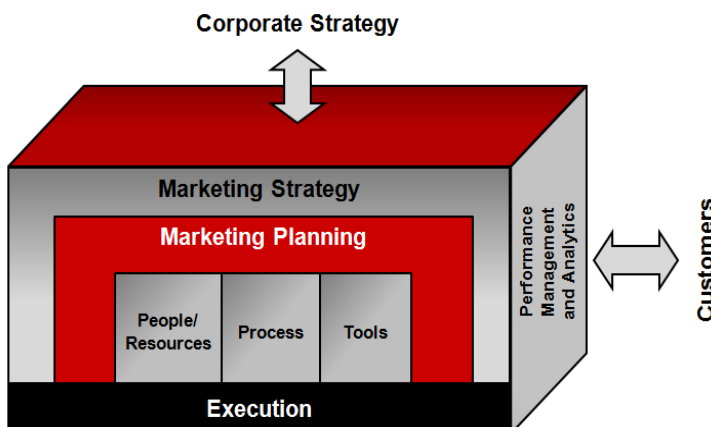 Corporate Strategy
Marketing Strategy
Marketing Planning
People/
Resources
Process
Tools
Execution
Performance
Management
and Analytics
Customers